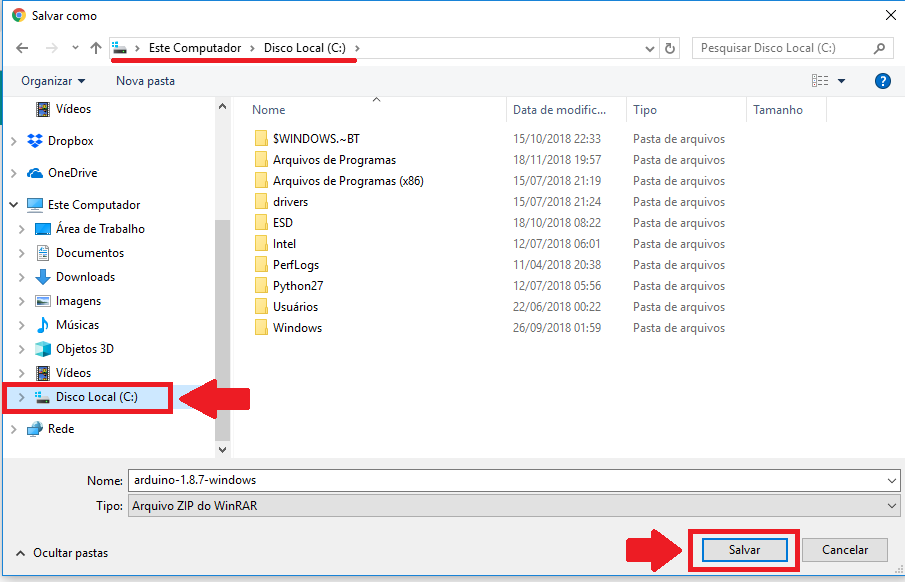 Salvar como
Este Computador > Disco Local (C:) >
Pesquisar Disco Local (C:)
Organizar
Nova pasta
?
Vídeos
Dropbox
OneDrive
Este Computador
Área de Trabalho
Documentos
Downloads
Imagens
Músicas
Objetos 3D
Vídeos
Disco Local (C:)
Rede
Nome Data de modific... Tipo Tamanho
$WINDOWS.~BT 15/10/2018 22:33 Pasta de arquivos
Arquivos de Programas 18/11/2018 19:57 Pasta de arquivos
Arquivos de Programas (x86) 15/07/2018 21:19 Pasta de arquivos
drivers 15/07/2018 21:24 Pasta de arquivos
ESD 18/10/2018 08:22 Pasta de arquivos
Intel 12/07/2018 06:01 Pasta de arquivos
PerfLogs 11/04/2018 20:38 Pasta de arquivos
Python27 12/07/2018 05:56 Pasta de arquivos
Usuários 22/06/2018 00:22 Pasta de arquivos
Windows 26/09/2018 01:59 Pasta de arquivos
Nome: arduino-1.8.7-windows
Tipo: Arquivo ZIP do WinRAR
Ocultar pastas
Salvar
Cancelar